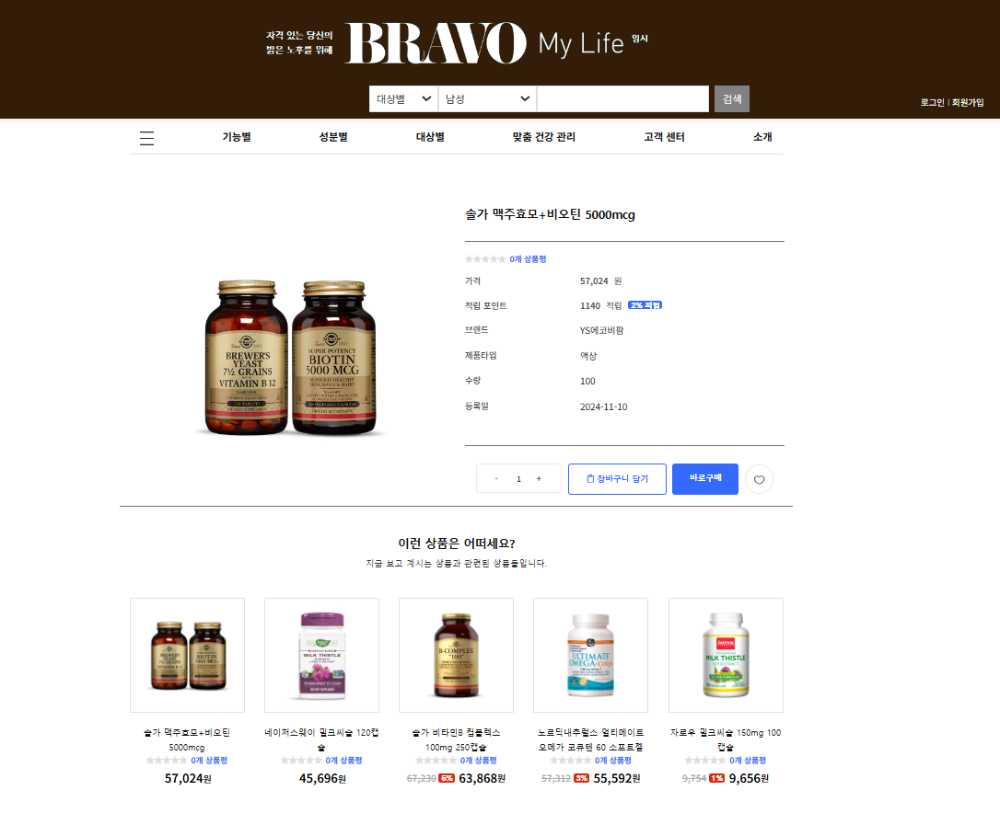 자격 있는 당신의
밝은 노후를 위해
BRAVO My Life 임시
대상별 남성 검색
로그인 | 회원가입
기능별 성분별 대상별 맞춤 건강 관리 고객 센터 소개
솔가 맥주효모+비오틴 5000mcg
0개 상품평
가격 57,024 원
적립 포인트 1140 적립 2% 적립
브랜드 YS에코비팜
제품타입 액상
수량 100
등록일 2024-11-10
BREWER'S
YEAST
7½ GRAINS
WITH
VITAMIN B12
SUPER POTENCY
BIOTIN
5000 MCG
SUPPORTS HEALTHY
SKIN, NAILS & HAIR
- 1 + 장바구니 담기 바로구매
이런 상품은 어떠세요?
지금 보고 계시는 상품과 관련된 상품들입니다.
BIOTIN
5000 MCG
MILK THISTLE
B-COMPLEX
"100"
ULTIMATE
OMEGA+CoQ10
Jarrow
MILK THISTLE
솔가 맥주효모+비오틴
5000mcg
0개 상품평
57,024원
네이처스웨이 밀크씨슬 120캡
슐
0개 상품평
45,696원
솔가 비타민B 컴플렉스
100mg 250캡슐
0개 상품평
67,230 5% 63,868원
노르딕내추럴스 얼티메이트
오메가 코큐텐 60 소프트겔
0개 상품평
57,312 3% 55,592원
자로우 밀크씨슬 150mg 100
캡슐
0개 상품평
9,754 1% 9,656원